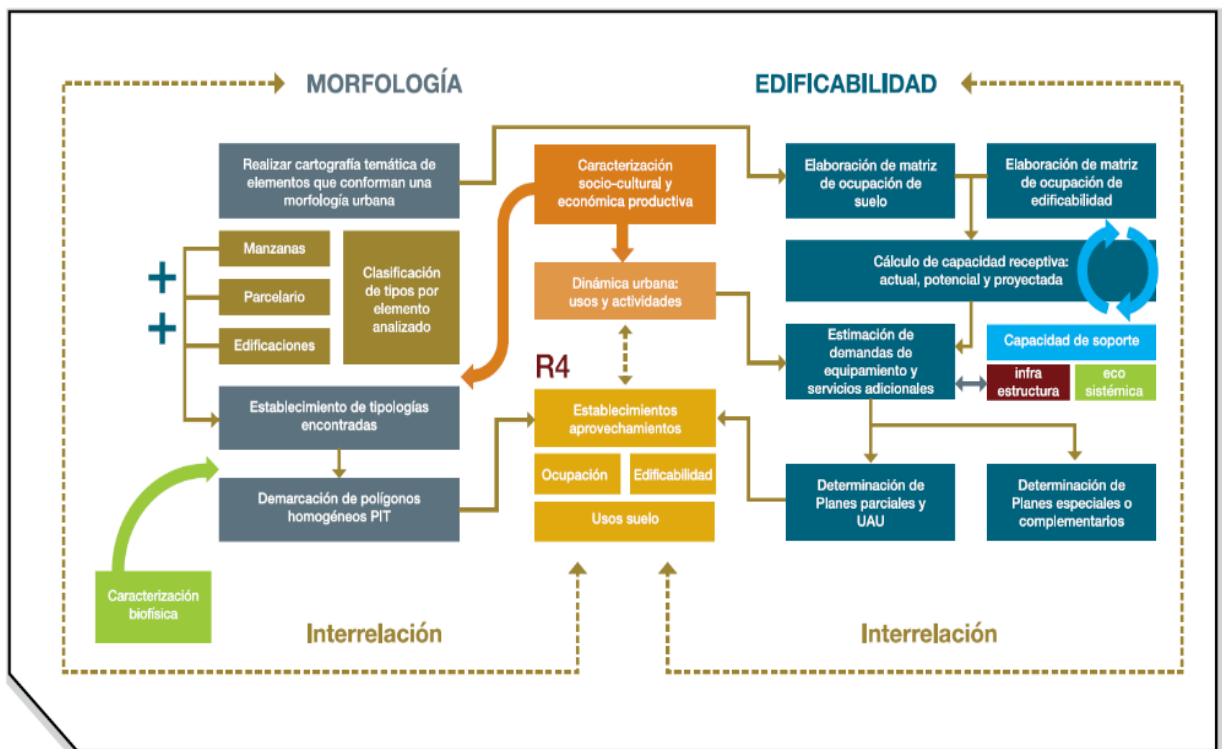 MORFOLOGÍA
EDIFICABILIDAD
Realizar cartografía temática de
elementos que conforman una
morfología urbana
Manzanas
Parcelario
Edificaciones
Clasificación
de tipos por
elemento
analizado
Establecimiento de tipologías
encontradas
Demarcación de polígonos
homogéneos PIT
Caracterización
biofísica
Interrelación
Caracterización
socio-cultural y
económica productiva
Dinámica urbana:
usos y actividades
R4
Establecimientos
aprovechamientos
Ocupación
Edificabilidad
Usos suelo
Elaboración de matriz
de ocupación de
suelo
Elaboración de matriz
de ocupación de
edificabilidad
Cálculo de capacidad receptiva:
actual, potencial y proyectada
Estimación de
demandas de
equipamiento y
servicios adicionales
Capacidad de soporte
infra
estructura
eco
sistémica
Determinación de
Planes parciales y
UAU
Determinación de
Planes especiales o
complementarios
Interrelación